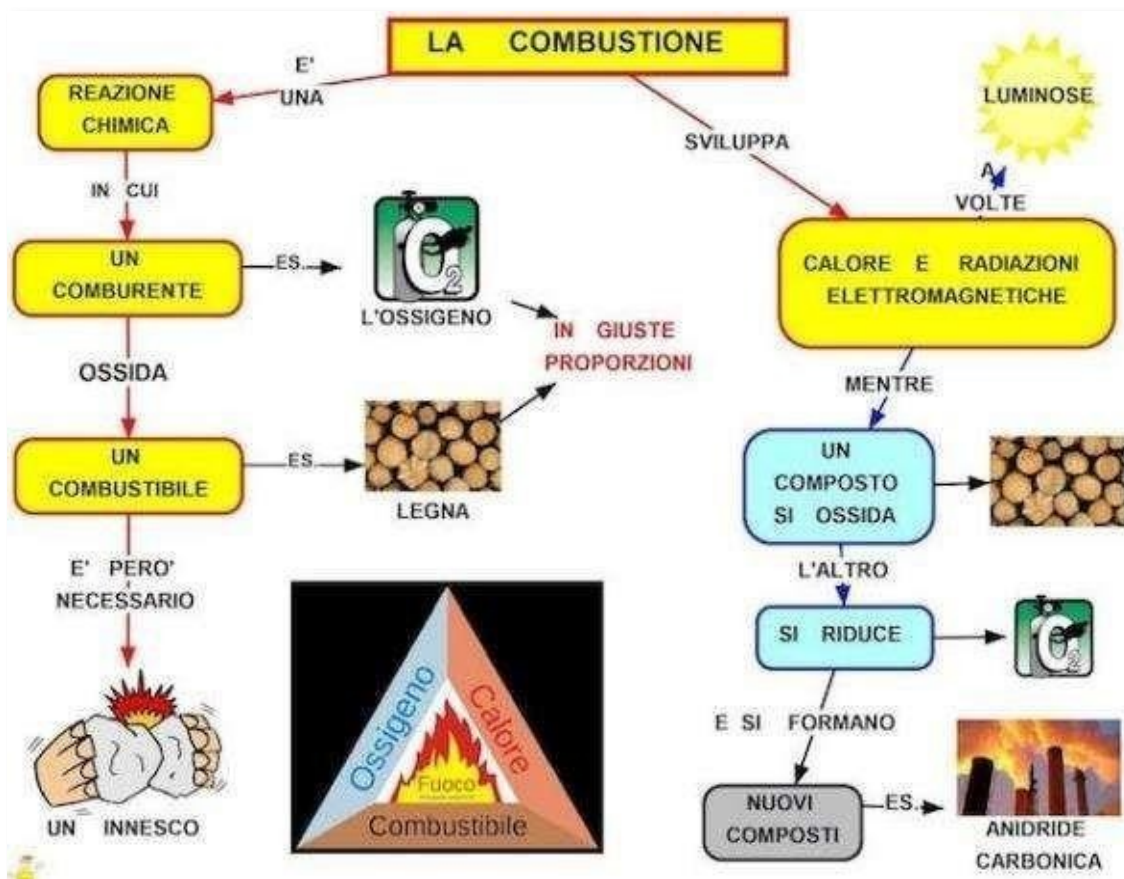 LA COMBUSTIONE
E'
UNA
REAZIONE
CHIMICA
IN CUI
UN
COMBURENTE
ES.
O2
L'OSSIGENO
OSSIDA
UN
COMBUSTIBILE
ES.
LEGNA
IN GIUSTE
PROPORZIONI
E' PERO'
NECESSARIO
UN INNESCO
Ossigeno
Calore
Fuoco
Combustibile
SVILUPPA
CALORE E RADIAZIONI
ELETTROMAGNETICHE
A
VOLTE
LUMINOSE
MENTRE
UN
COMPOSTO
SI OSSIDA
L'ALTRO
SI RIDUCE
O2
E SI FORMANO
NUOVI
COMPOSTI
ES.
ANIDRIDE
CARBONICA